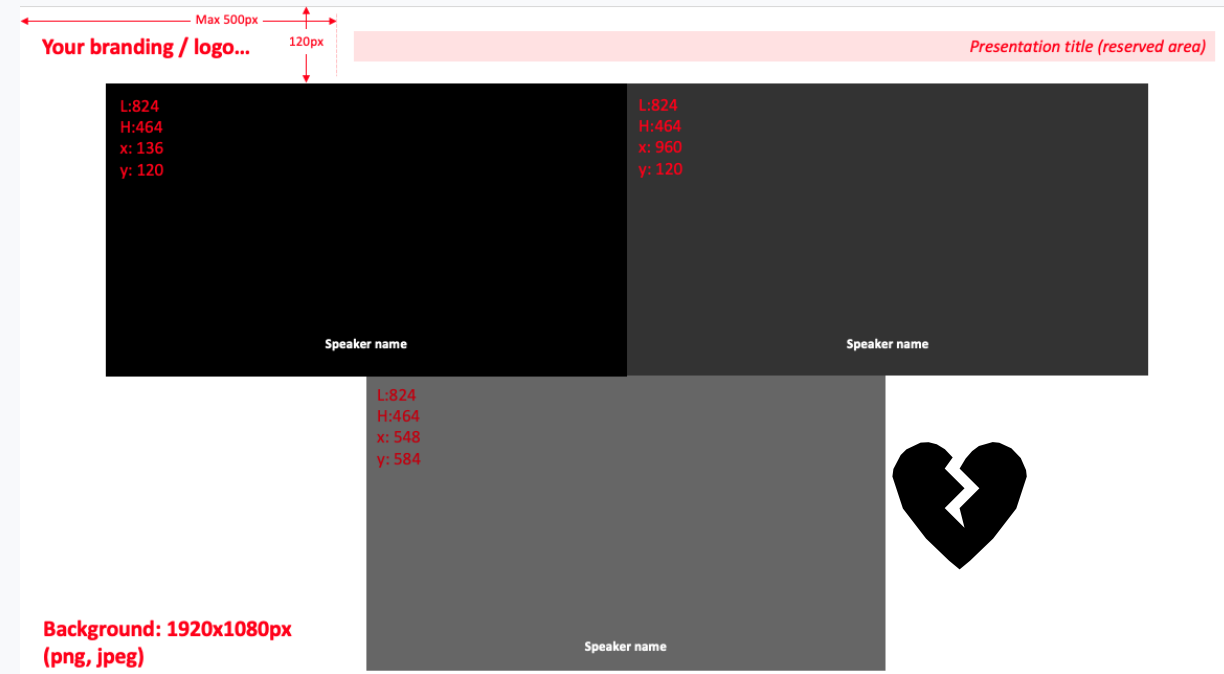 Max 500px
120px
Your branding / logo...
Presentation title (reserved area)
L:824
H:464
x: 136
y: 120
Speaker name
L:824
H:464
x: 960
y: 120
Speaker name
L:824
H:464
x: 548
y: 584
Speaker name
Background: 1920x1080px
(png, jpeg)